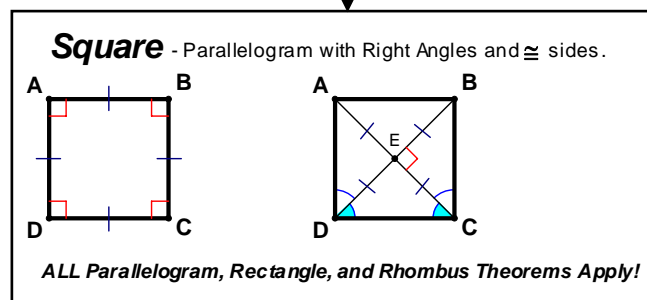 Square - Parallelogram with Right Angles and ≅ sides.
A B A B
E
D C D C
ALL Parallelogram, Rectangle, and Rhombus Theorems Apply!